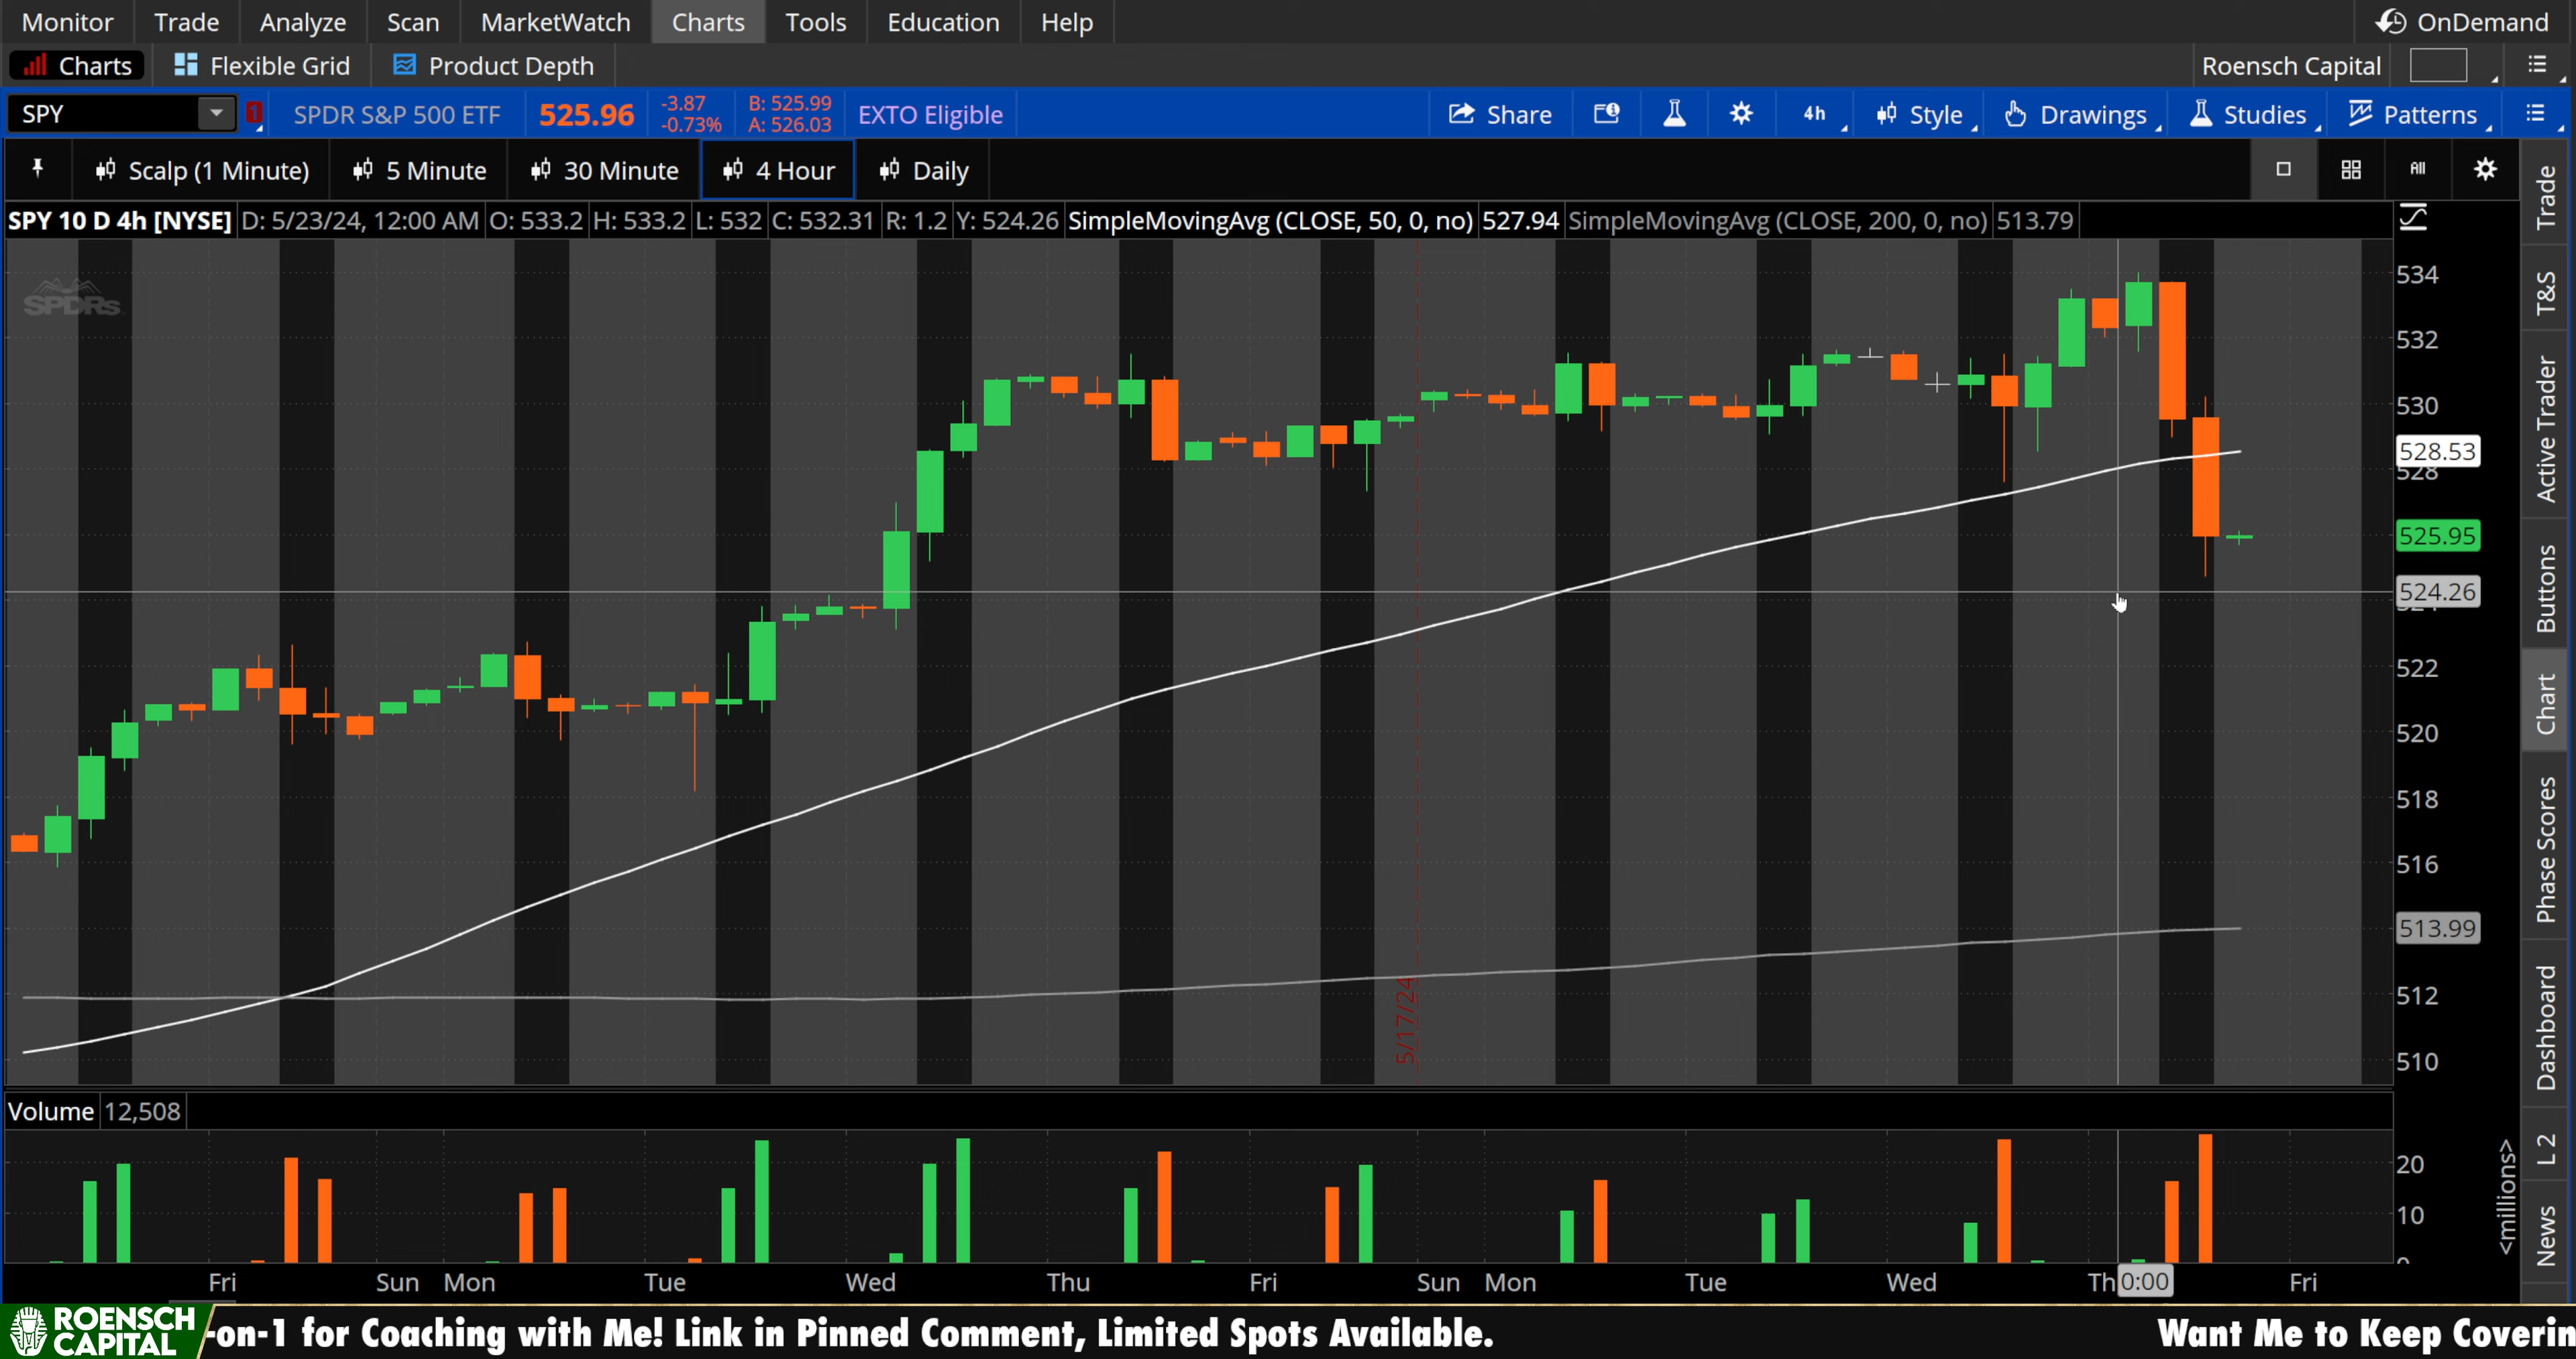 Monitor Trade Analyze Scan MarketWatch Charts Tools Education Help OnDemand
Charts Flexible Grid Product Depth Roensch Capital
SPY 1 SPDR S&P 500 ETF 525.96 -3.87 -0.73% B: 525.99 A: 526.03 EXTO Eligible Share 4h Style Drawings Studies Patterns
Scalp (1 Minute) 5 Minute 30 Minute 4 Hour Daily All
SPY 10 D 4h [NYSE] D: 5/23/24, 12:00 AM O: 533.2 H: 533.2 L: 532 C: 532.31 R: 1.2 Y: 524.26 SimpleMovingAvg (CLOSE, 50, 0, no) 527.94 SimpleMovingAvg (CLOSE, 200, 0, no) 513.79
SPDRs
534
532
530
528.53
528
525.95
524.26
522
520
518
516
513.99
512
510
5/17/24
Trade
T&S
Active Trader
Buttons
Chart
Phase Scores
Dashboard
L 2
News
Volume 12,508
20
10
<millions>
Fri Sun Mon Tue Wed Thu Fri Sun Mon Tue Wed Th 0:00 Fri
ROENSCH CAPITAL
-on-1 for Coaching with Me! Link in Pinned Comment, Limited Spots Available. Want Me to Keep Coverin